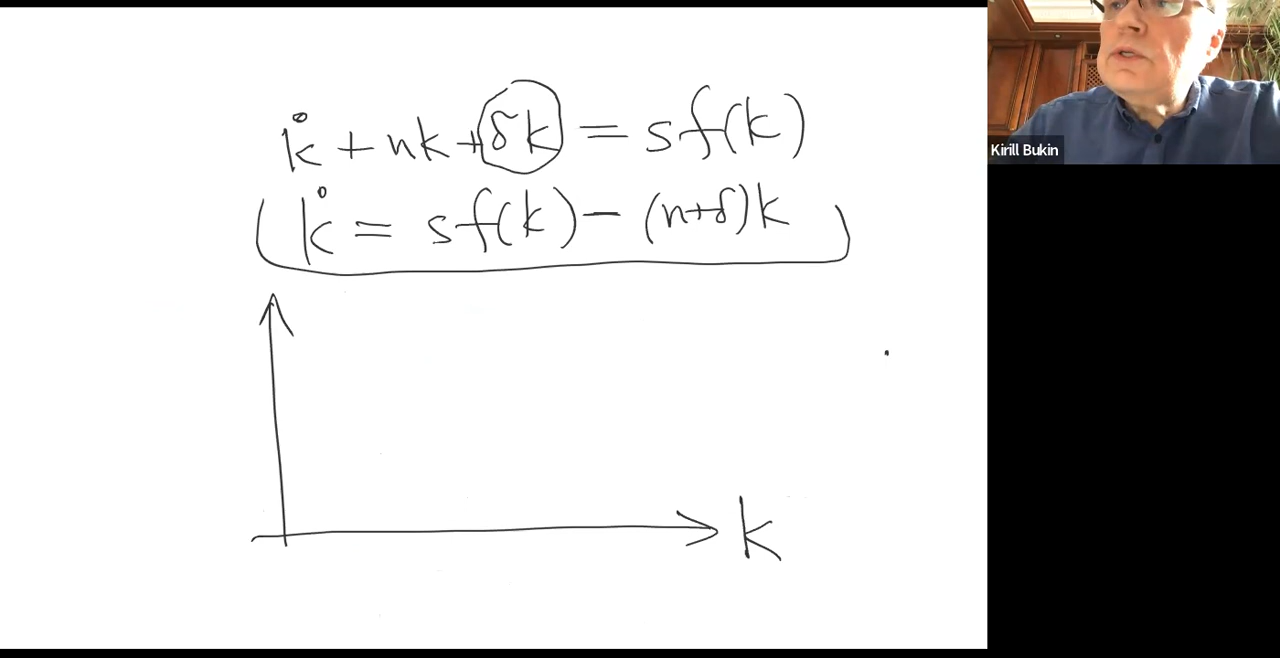 k̇ + nk + δk = sf(k)
k̇ = sf(k) − (n+δ)k
k
Kirill Bukin